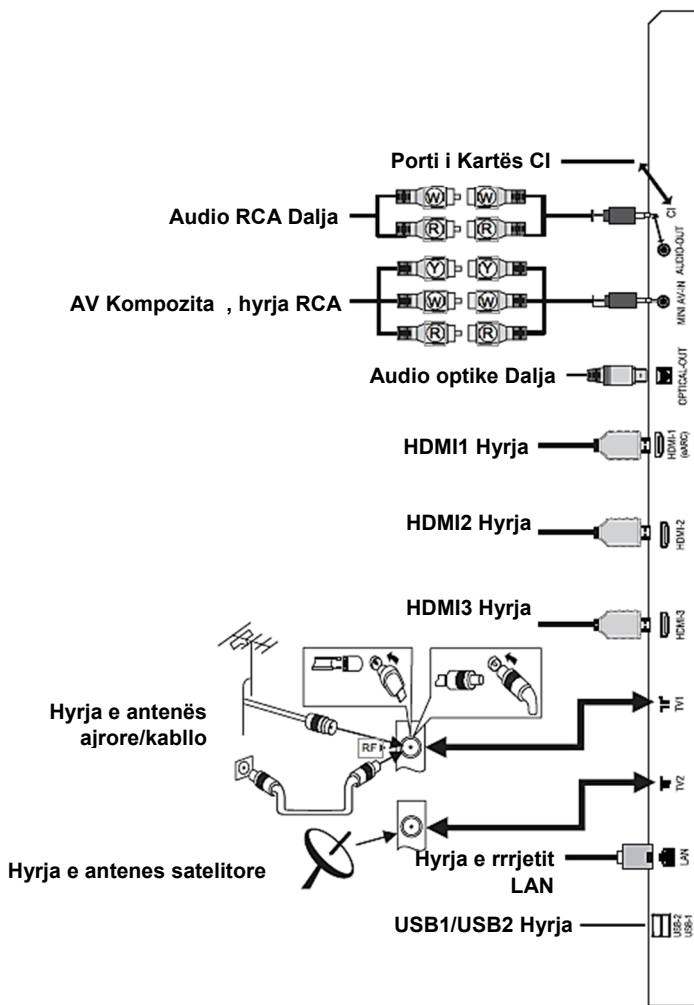 Porti i Kartës CI
CI
Audio RCA Dalja
W W
R R
AUDIO-OUT
AV Kompozita , hyrja RCA
Y Y
W W
R R
MINI AV-IN
Audio optike Dalja
OPTICAL-OUT
HDMI1 Hyrja
HDMI-1
(eARC)
HDMI2 Hyrja
HDMI-2
HDMI3 Hyrja
HDMI-3
Hyrja e antenës
ajrore/kabllo
RF
TV1
TV2
Hyrja e antenes satelitore
Hyrja e rrrjetit
LAN
LAN
USB1/USB2 Hyrja
USB-2
USB-1